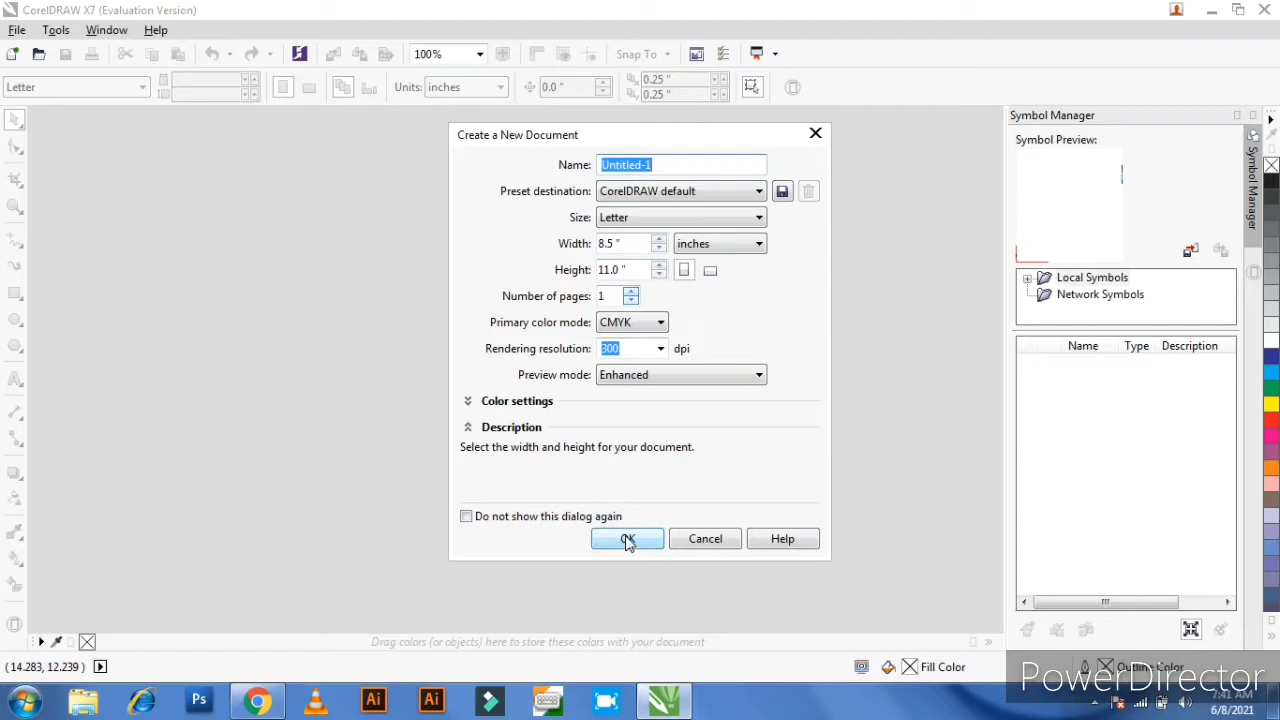 CorelDRAW X7 (Evaluation Version)
File Tools Window Help
100% Snap To
Letter Units: inches 0.0 " 0.25 "
0.25 "
Create a New Document
Name: Untitled-1
Preset destination: CorelDRAW default
Size: Letter
Width: 8.5 " inches
Height: 11.0 "
Number of pages: 1
Primary color mode: CMYK
Rendering resolution: 300 dpi
Preview mode: Enhanced
Color settings
Description
Select the width and height for your document.
Do not show this dialog again
OK Cancel Help
Symbol Manager
Symbol Preview:
Local Symbols
Network Symbols
Name Type Description
Symbol Manager
Drag colors (or objects) here to store these colors with your document
(14.283, 12.239 ) Fill Color Outline Color
PowerDirector
Ps Ai Ai
7:41 AM
6/8/2021